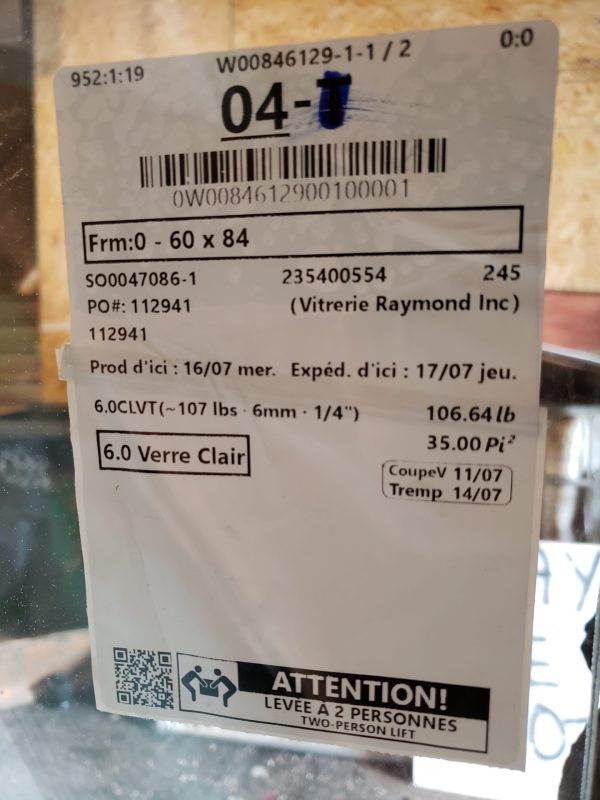 952:1:19 W00846129-1-1 / 2 0:0
04-T
0W0084612900100001
Frm:0 - 60 x 84
SO0047086-1 235400554 245
PO#: 112941 (Vitrerie Raymond Inc)
112941
Prod d'ici : 16/07 mer. Expéd. d'ici : 17/07 jeu.
6.0CLVT(~107 lbs · 6mm · 1/4") 106.64 lb
35.00 Pi²
6.0 Verre Clair
CoupeV 11/07
Tremp 14/07
ATTENTION!
LEVÉE À 2 PERSONNES
TWO-PERSON LIFT